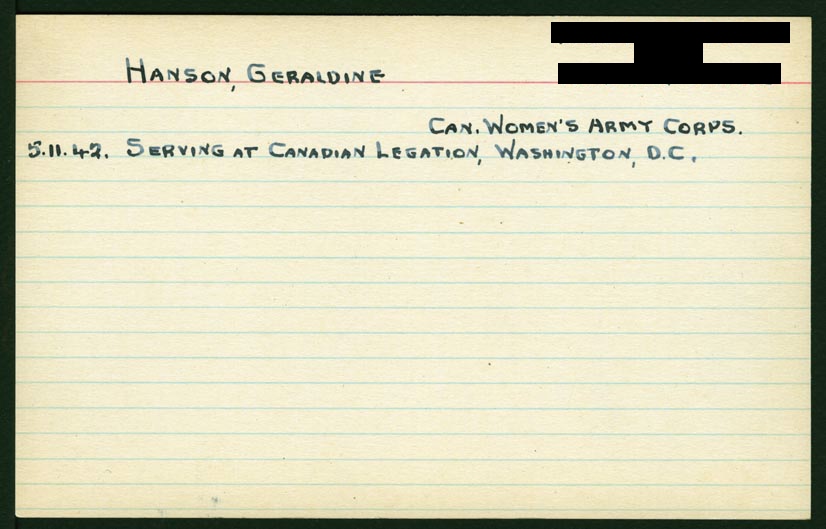 HANSON, GERALDINE
CAN. WOMEN'S ARMY CORPS.
5.11.42. SERVING AT CANADIAN LEGATION, WASHINGTON, D.C.